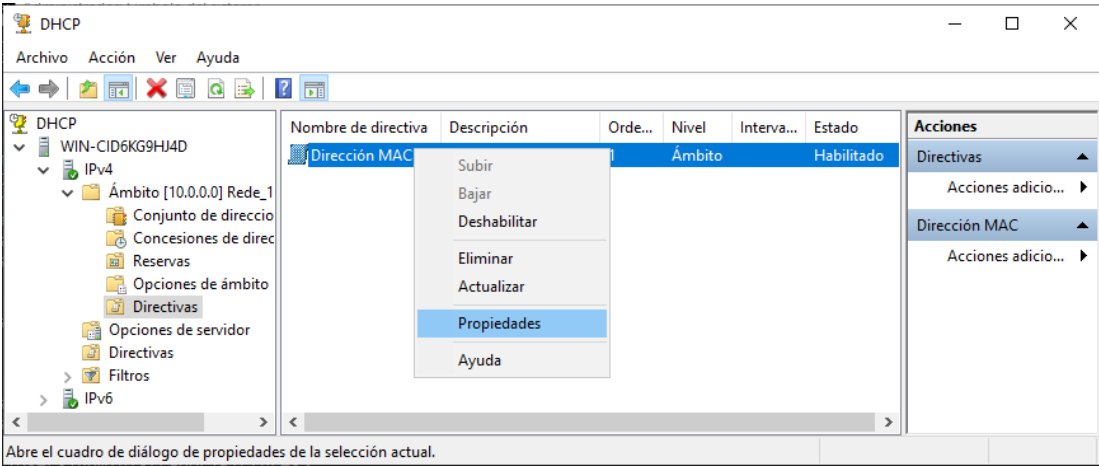 DHCP
Archivo Acción Ver Ayuda
DHCP
WIN-CID6KG9HJ4D
IPv4
Ámbito [10.0.0.0] Rede_1
Conjunto de direccio
Concesiones de direc
Reservas
Opciones de ámbito
Directivas
Opciones de servidor
Directivas
Filtros
IPv6
Nombre de directiva Descripción Orde... Nivel Interva... Estado
Dirección MAC 1 Ámbito Habilitado
Subir
Bajar
Deshabilitar
Eliminar
Actualizar
Propiedades
Ayuda
Acciones
Directivas
Acciones adicio...
Dirección MAC
Acciones adicio...
Abre el cuadro de diálogo de propiedades de la selección actual.